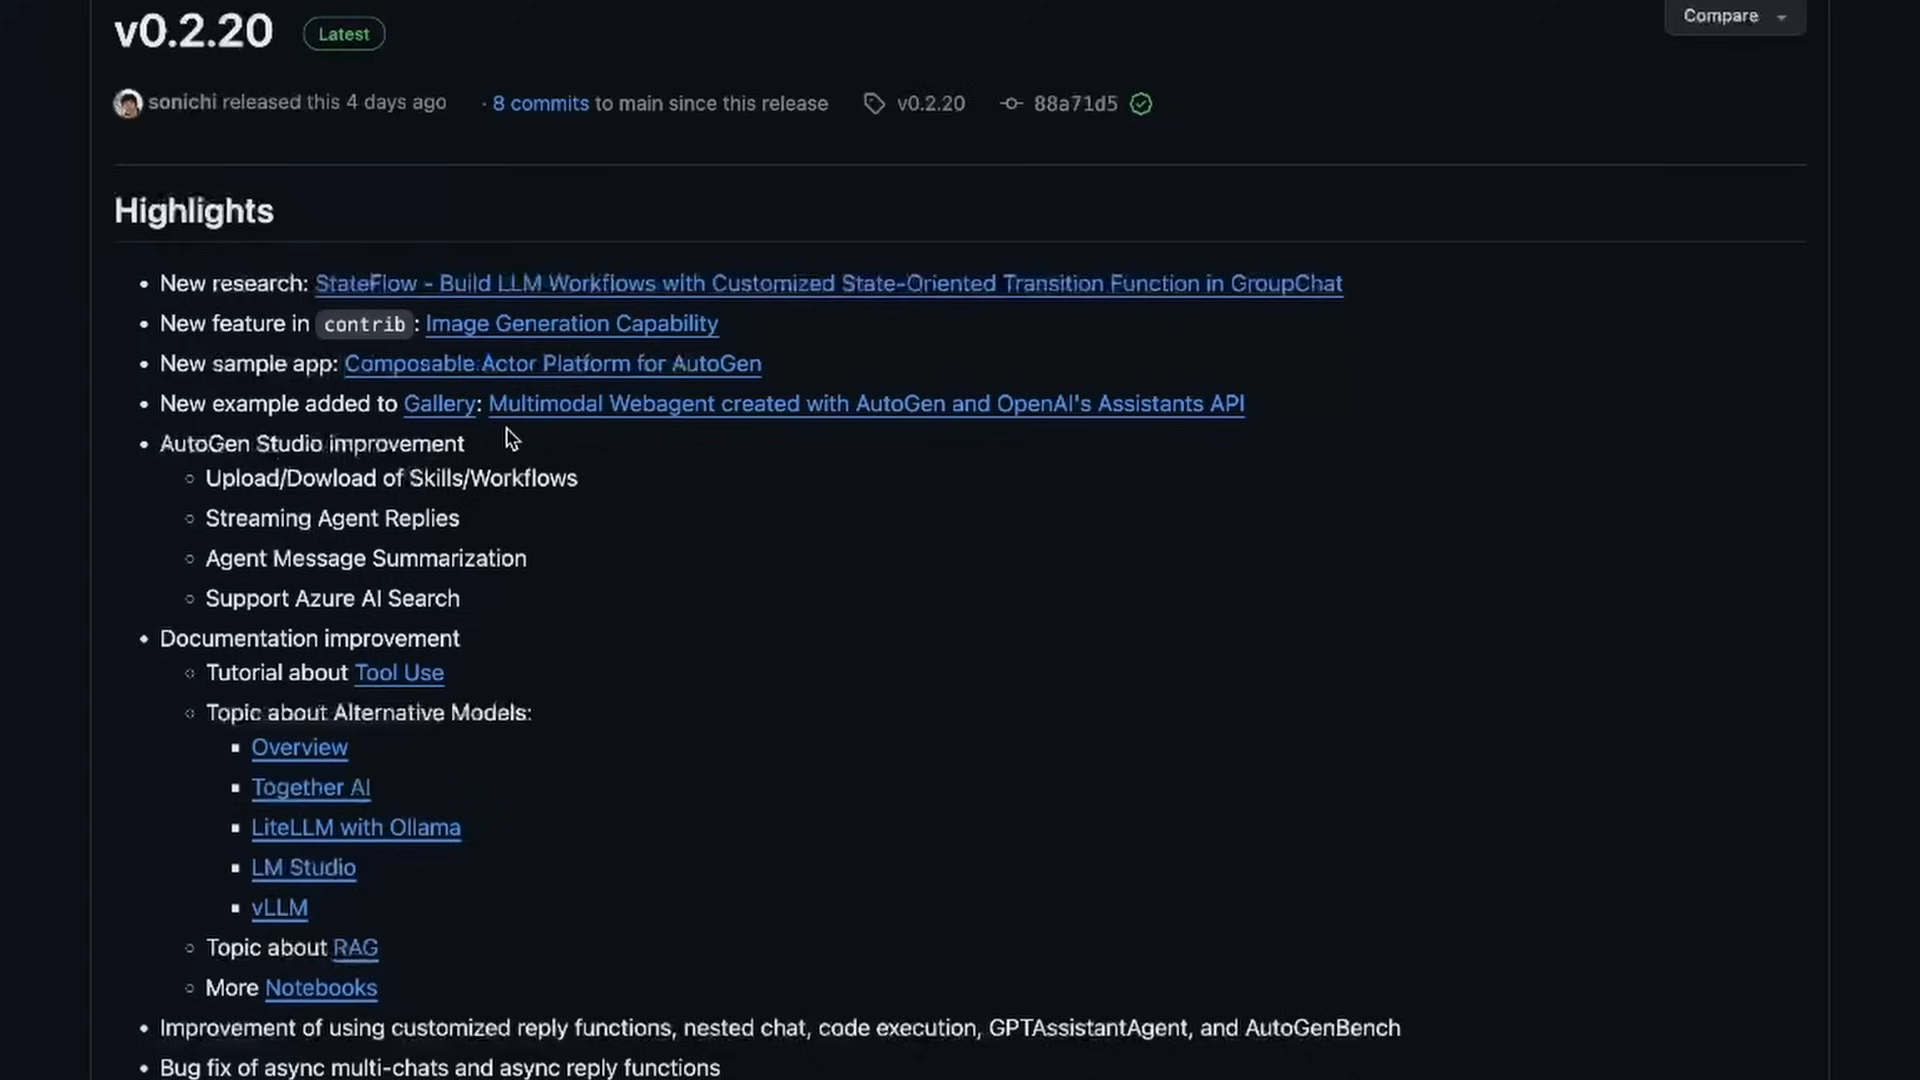 v0.2.20 Latest Compare
sonichi released this 4 days ago · 8 commits to main since this release v0.2.20 88a71d5
Highlights
• New research: StateFlow - Build LLM Workflows with Customized State-Oriented Transition Function in GroupChat
• New feature in contrib : Image Generation Capability
• New sample app: Composable Actor Platform for AutoGen
• New example added to Gallery: Multimodal Webagent created with AutoGen and OpenAI's Assistants API
• AutoGen Studio improvement
◦ Upload/Dowload of Skills/Workflows
◦ Streaming Agent Replies
◦ Agent Message Summarization
◦ Support Azure AI Search
• Documentation improvement
◦ Tutorial about Tool Use
◦ Topic about Alternative Models:
▪ Overview
▪ Together AI
▪ LiteLLM with Ollama
▪ LM Studio
▪ vLLM
◦ Topic about RAG
◦ More Notebooks
• Improvement of using customized reply functions, nested chat, code execution, GPTAssistantAgent, and AutoGenBench
• Bug fix of async multi-chats and async reply functions